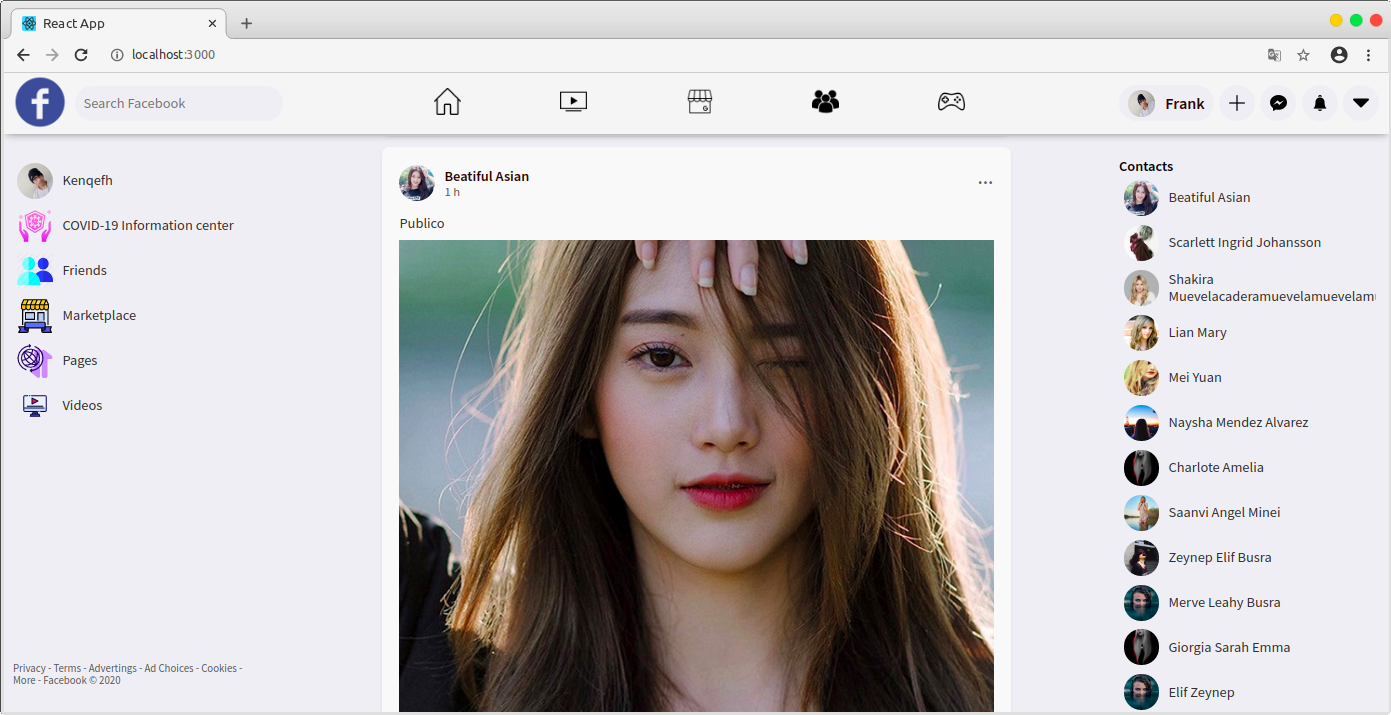 React App
localhost:3000
Search Facebook
Frank
Kenqefh
COVID-19 Information center
Friends
Marketplace
Pages
Videos
Privacy - Terms - Advertings - Ad Choices - Cookies -
More - Facebook © 2020
Beatiful Asian
1 h
Publico
Contacts
Beatiful Asian
Scarlett Ingrid Johansson
Shakira
Muevelacaderamuevelamuevelamu
Lian Mary
Mei Yuan
Naysha Mendez Alvarez
Charlote Amelia
Saanvi Angel Minei
Zeynep Elif Busra
Merve Leahy Busra
Giorgia Sarah Emma
Elif Zeynep